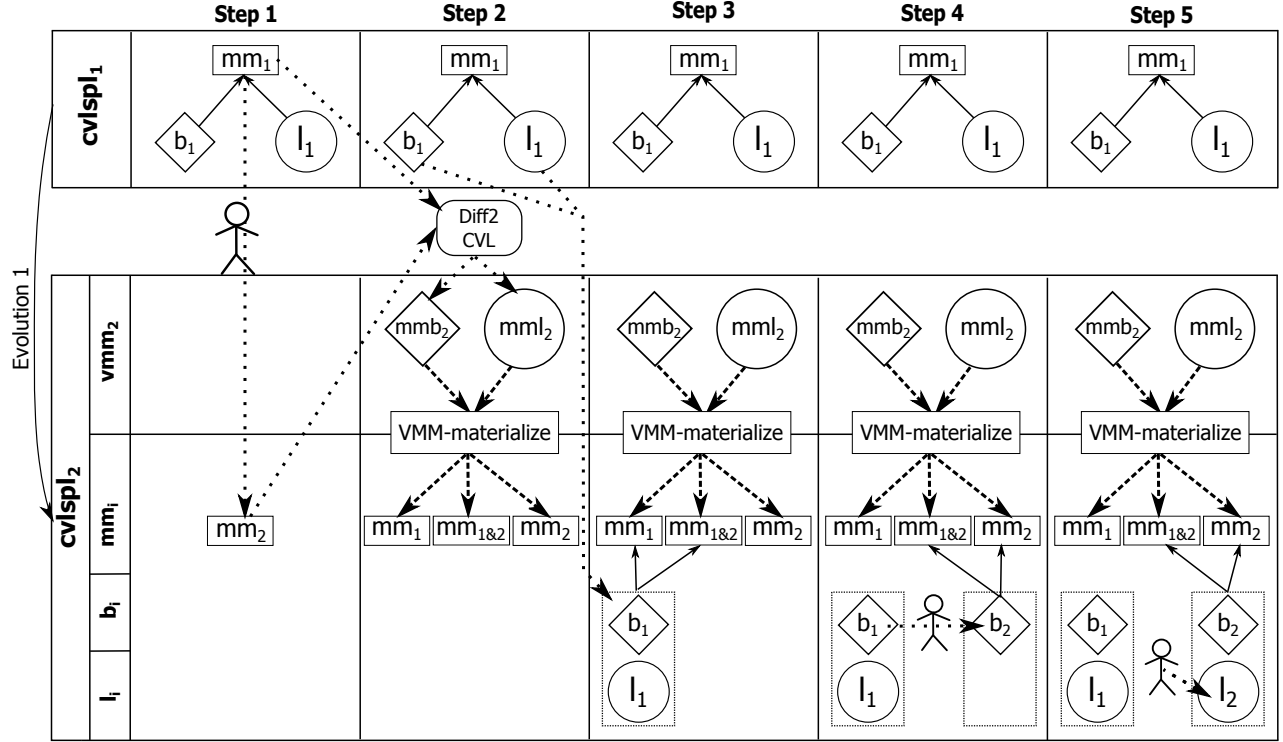 Step 1 Step 2 Step 3 Step 4 Step 5
cvlspl1
mm1 mm1 mm1 mm1 mm1
b1 l1 b1 l1 b1 l1 b1 l1 b1 l1
Diff2
CVL
Evolution 1
cvlspl2
vmm2
mmb2 mml2 mmb2 mml2 mmb2 mml2 mmb2 mml2
VMM-materialize VMM-materialize VMM-materialize VMM-materialize
mmi
mm2 mm1 mm1&2 mm2 mm1 mm1&2 mm2 mm1 mm1&2 mm2 mm1 mm1&2 mm2
bi
b1 b1 b2 b1 b2
li
l1 l1 l1 l2